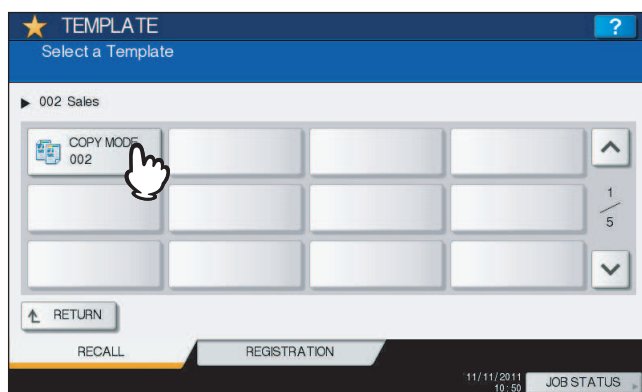 TEMPLATE
?
Select a Template
002 Sales
COPY MODE
002
1
5
RETURN
RECALL
REGISTRATION
11/11/2011
10:50
JOB STATUS